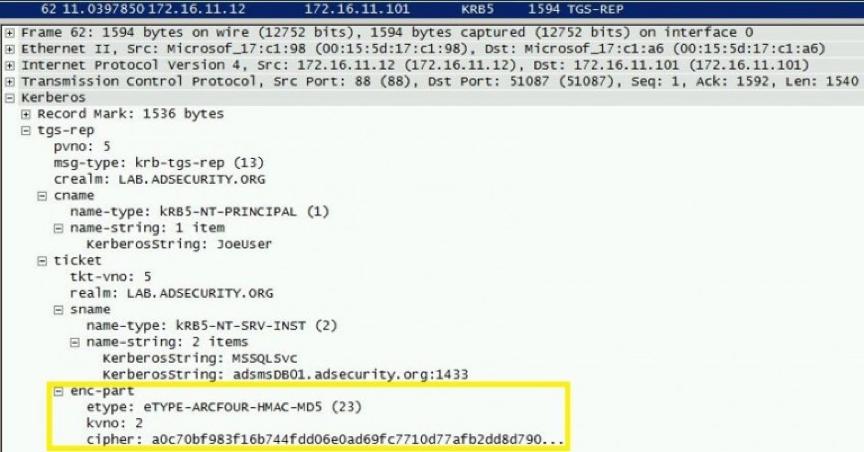 62 11.0397850 172.16.11.12 172.16.11.101 KRB5 1594 TGS-REP
Frame 62: 1594 bytes on wire (12752 bits), 1594 bytes captured (12752 bits) on interface 0
Ethernet II, Src: Microsof_17:c1:98 (00:15:5d:17:c1:98), Dst: Microsof_17:c1:a6 (00:15:5d:17:c1:a6)
Internet Protocol Version 4, Src: 172.16.11.12 (172.16.11.12), Dst: 172.16.11.101 (172.16.11.101)
Transmission Control Protocol, Src Port: 88 (88), Dst Port: 51087 (51087), Seq: 1, Ack: 1592, Len: 1540
Kerberos
Record Mark: 1536 bytes
tgs-rep
pvno: 5
msg-type: krb-tgs-rep (13)
crealm: LAB.ADSECURITY.ORG
cname
name-type: kRB5-NT-PRINCIPAL (1)
name-string: 1 item
KerberosString: JoeUser
ticket
tkt-vno: 5
realm: LAB.ADSECURITY.ORG
sname
name-type: kRB5-NT-SRV-INST (2)
name-string: 2 items
KerberosString: MSSQLSvc
KerberosString: adsmsDB01.adsecurity.org:1433
enc-part
etype: eTYPE-ARCFOUR-HMAC-MD5 (23)
kvno: 2
cipher: a0c70bf983f16b744fdd06e0ad69fc7710d77afb2dd8d790...